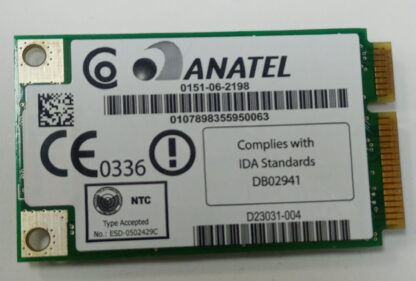 ANATEL
0151-06-2198
0107898355950063
CE 0336
Complies with
IDA Standards
DB02941
NTC
Type Accepted
No.: ESD-0502429C
D23031-004